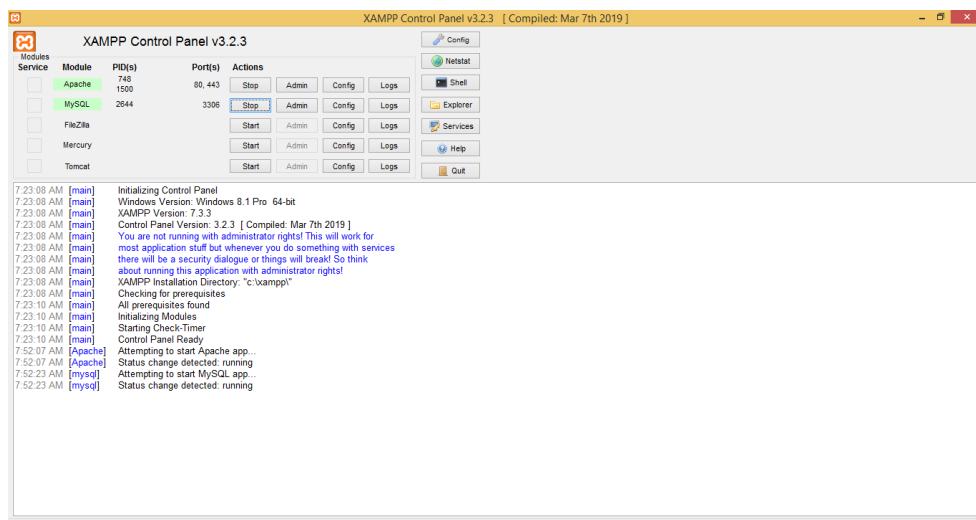 XAMPP Control Panel v3.2.3 [ Compiled: Mar 7th 2019 ]
XAMPP Control Panel v3.2.3
Config
Modules
Service Module PID(s) Port(s) Actions
Netstat
Apache 748 1500 80, 443 Stop Admin Config Logs
Shell
MySQL 2644 3306 Stop Admin Config Logs
Explorer
FileZilla Start Admin Config Logs
Services
Mercury Start Admin Config Logs
Help
Tomcat Start Admin Config Logs
Quit
7:23:08 AM [main] Initializing Control Panel
7:23:08 AM [main] Windows Version: Windows 8.1 Pro 64-bit
7:23:08 AM [main] XAMPP Version: 7.3.3
7:23:08 AM [main] Control Panel Version: 3.2.3 [ Compiled: Mar 7th 2019 ]
7:23:08 AM [main] You are not running with administrator rights! This will work for
7:23:08 AM [main] most application stuff but whenever you do something with services
7:23:08 AM [main] there will be a security dialogue or things will break! So think
7:23:08 AM [main] about running this application with administrator rights!
7:23:08 AM [main] XAMPP Installation Directory: "c:\xampp\"
7:23:08 AM [main] Checking for prerequisites
7:23:10 AM [main] All prerequisites found
7:23:10 AM [main] Initializing Modules
7:23:10 AM [main] Starting Check-Timer
7:23:10 AM [main] Control Panel Ready
7:52:07 AM [Apache] Attempting to start Apache app...
7:52:07 AM [Apache] Status change detected: running
7:52:23 AM [mysql] Attempting to start MySQL app...
7:52:23 AM [mysql] Status change detected: running